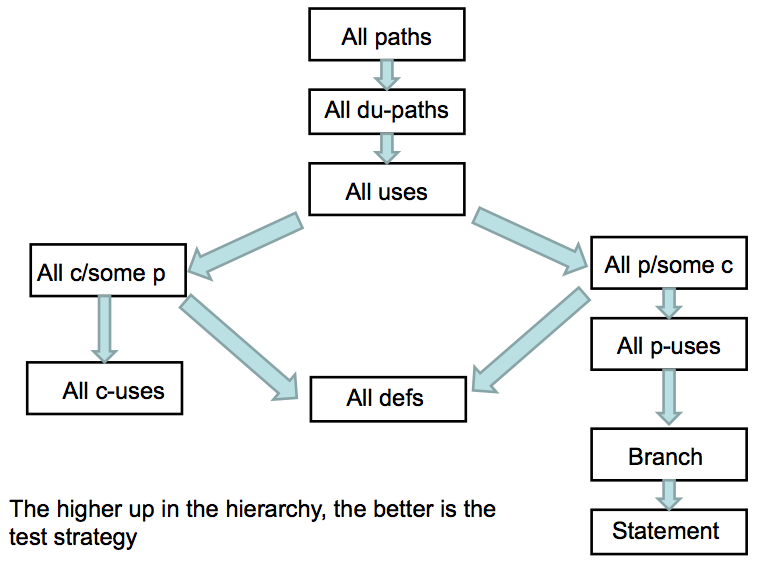 All paths
All du-paths
All uses
All c/some p
All p/some c
All p-uses
All c-uses
All defs
Branch
Statement
The higher up in the hierarchy, the better is the
test strategy